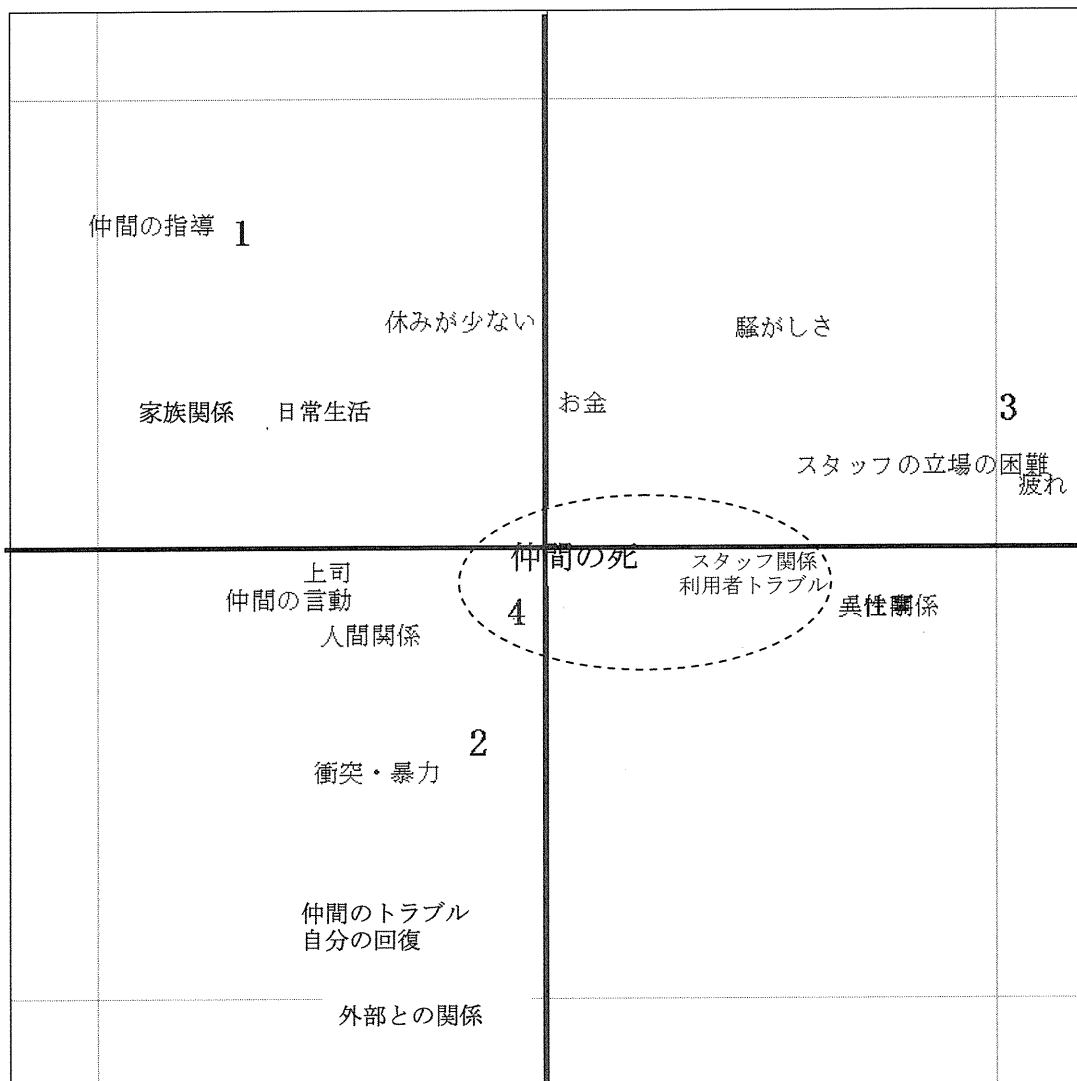 仲間の指導 1
休みが少ない
騒がしさ
家族関係
日常生活
お金
3
スタッフの立場の困難
疲れ
仲間の死
スタッフ関係
利用者トラブル
上司
仲間の言動
人間関係
4
関係
2
衝突・暴力
仲間のトラブル
自分の回復
外部との関係